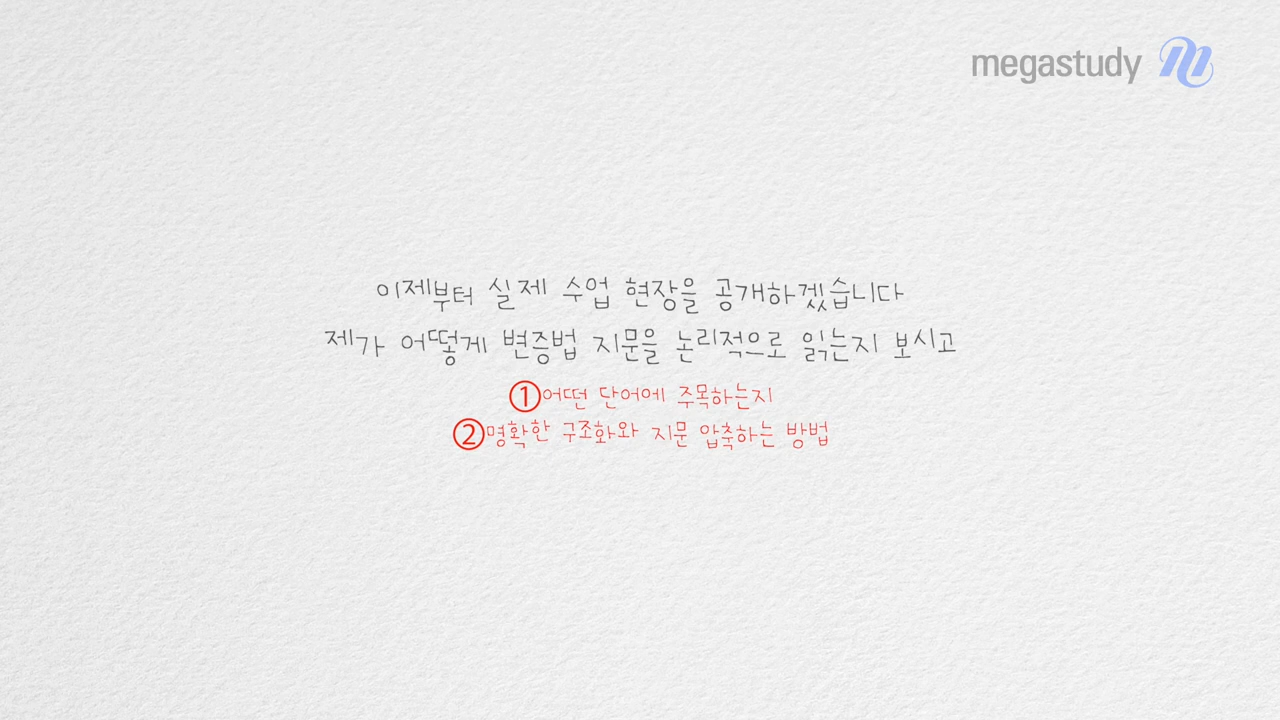 megastudy
이제부터 실제 수업 현장을 공개하겠습니다
제가 어떻게 변증법 지문을 논리적으로 읽는지 보시고
①어떤 단어에 주목하는지
②명확한 구조화와 지문 압축하는 방법